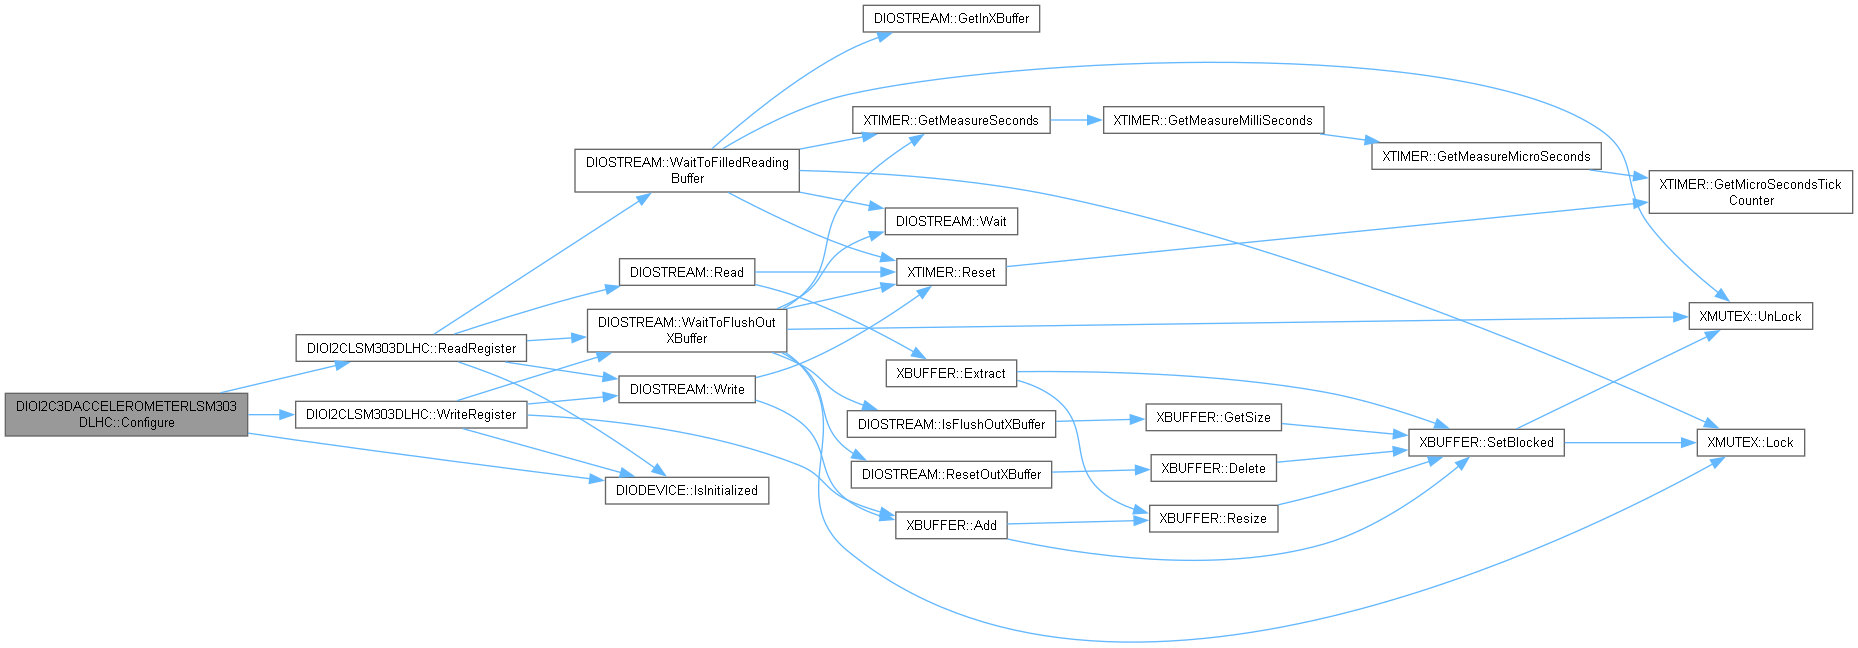 DIOSTREAM::GetInXBuffer
XTIMER::GetMeasureSeconds
XTIMER::GetMeasureMilliSeconds
DIOSTREAM::WaitToFilledReading
Buffer
XTIMER::GetMeasureMicroSeconds
XTIMER::GetMicroSecondsTick
Counter
DIOSTREAM::Wait
DIOSTREAM::Read
XTIMER::Reset
DIOSTREAM::WaitToFlushOut
XBuffer
XMUTEX::UnLock
DIOI2CLSM303DLHC::ReadRegister
XBUFFER::Extract
DIOSTREAM::Write
DIOI2C3DACCELEROMETERLSM303
DLHC::Configure
DIOI2CLSM303DLHC::WriteRegister
DIOSTREAM::IsFlushOutXBuffer
XBUFFER::GetSize
XBUFFER::SetBlocked
XMUTEX::Lock
DIOSTREAM::ResetOutXBuffer
XBUFFER::Delete
DIODEVICE::IsInitialized
XBUFFER::Add
XBUFFER::Resize